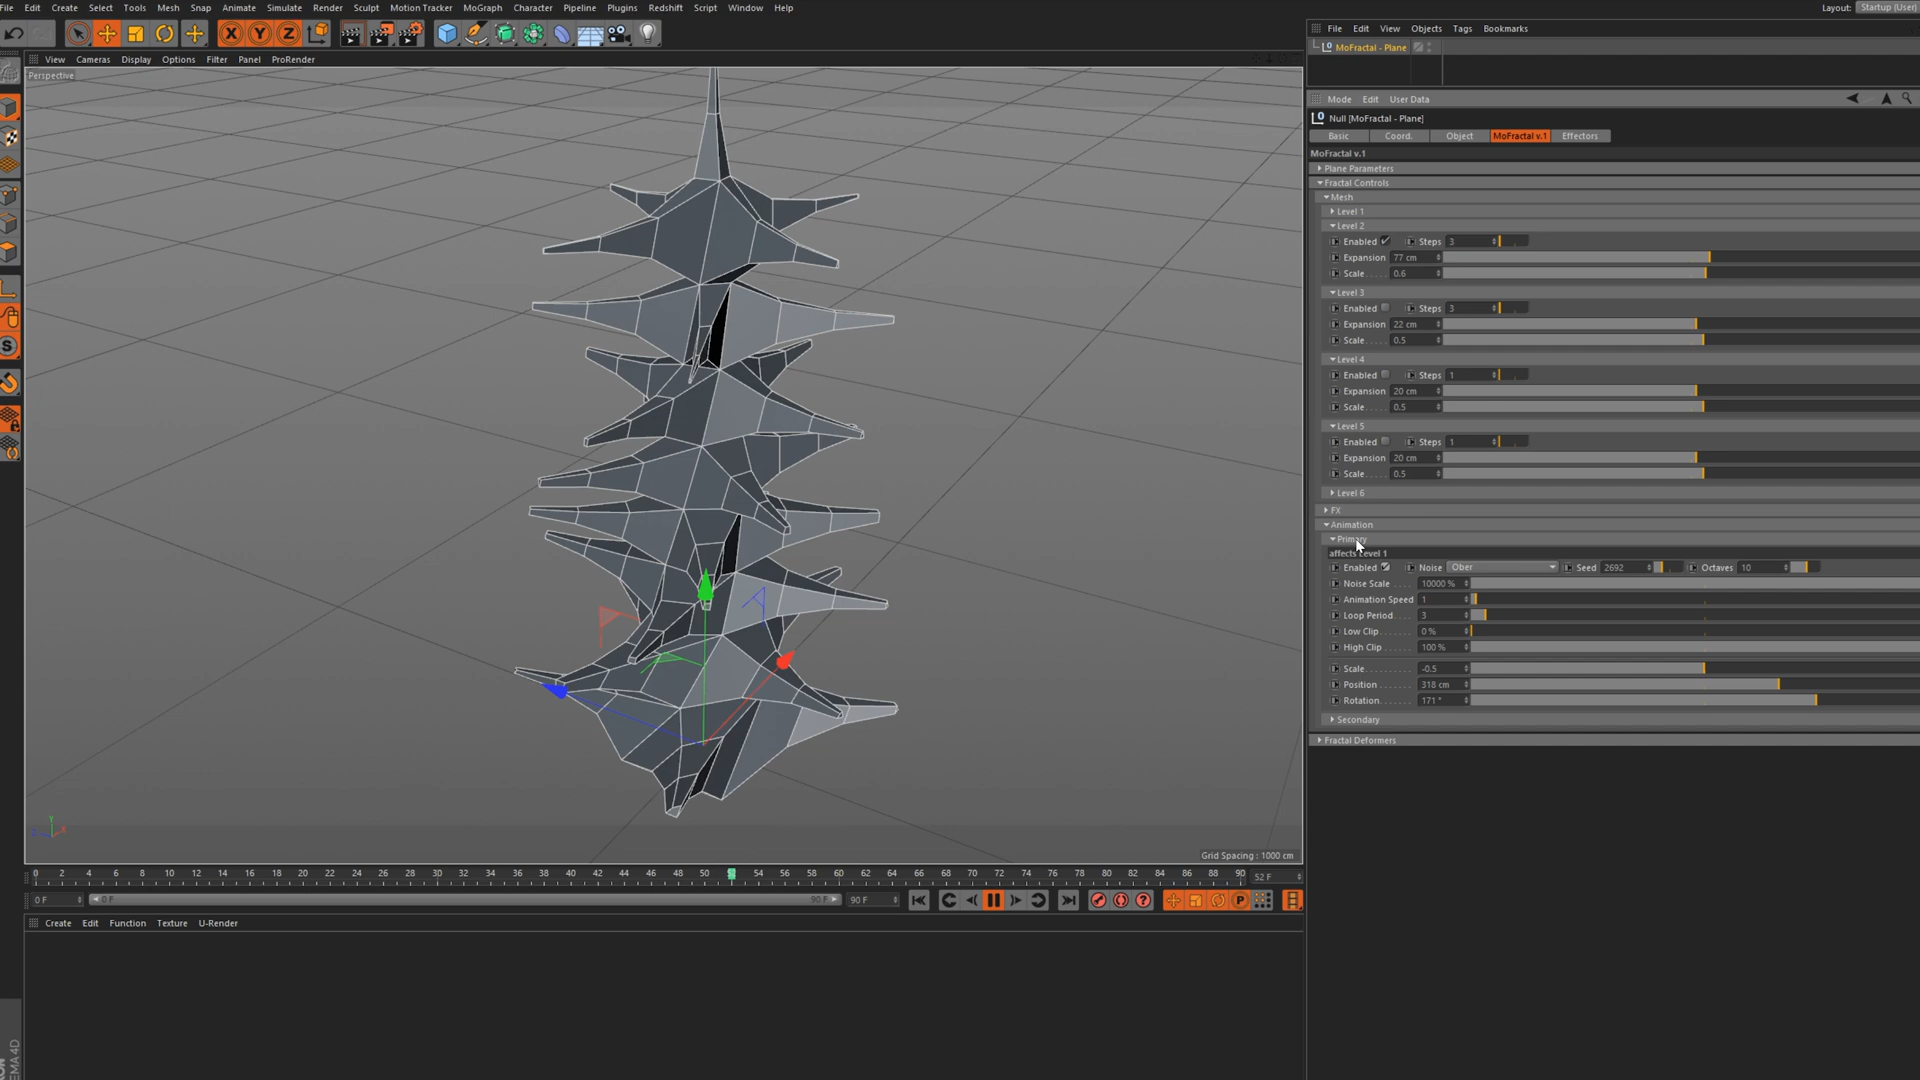 File Edit Create Select Tools Mesh Snap Animate Simulate Render Sculpt Motion Tracker MoGraph Character Pipeline Plugins Redshift Script Window Help Layout: Startup (User)
X Y Z
View Cameras Display Options Filter Panel ProRender
Perspective
Grid Spacing : 1000 cm
0 2 4 6 8 10 12 14 16 18 20 22 24 26 28 30 32 34 36 38 40 42 44 46 48 50 52 54 56 58 60 62 64 66 68 70 72 74 76 78 80 82 84 86 88 90 52 F
0 F 0 F 90 F 90 F P
Create Edit Function Texture U-Render
EMA 4D
Y
X
S
File Edit View Objects Tags Bookmarks
MoFractal - Plane
Mode Edit User Data
Null [MoFractal - Plane]
Basic Coord. Object MoFractal v.1 Effectors
MoFractal v.1
Plane Parameters
Fractal Controls
Mesh
Level 1
Level 2
Enabled Steps 3
Expansion 77 cm
Scale 0.6
Level 3
Enabled Steps 3
Expansion 22 cm
Scale 0.5
Level 4
Enabled Steps 1
Expansion 20 cm
Scale 0.5
Level 5
Enabled Steps 1
Expansion 20 cm
Scale 0.5
Level 6
FX
Animation
Primary
affects Level 1
Enabled Noise Ober Seed 2692 Octaves 10
Noise Scale 10000 %
Animation Speed 1
Loop Period 3
Low Clip 0 %
High Clip 100 %
Scale -0.5
Position 318 cm
Rotation 171 °
Secondary
Fractal Deformers